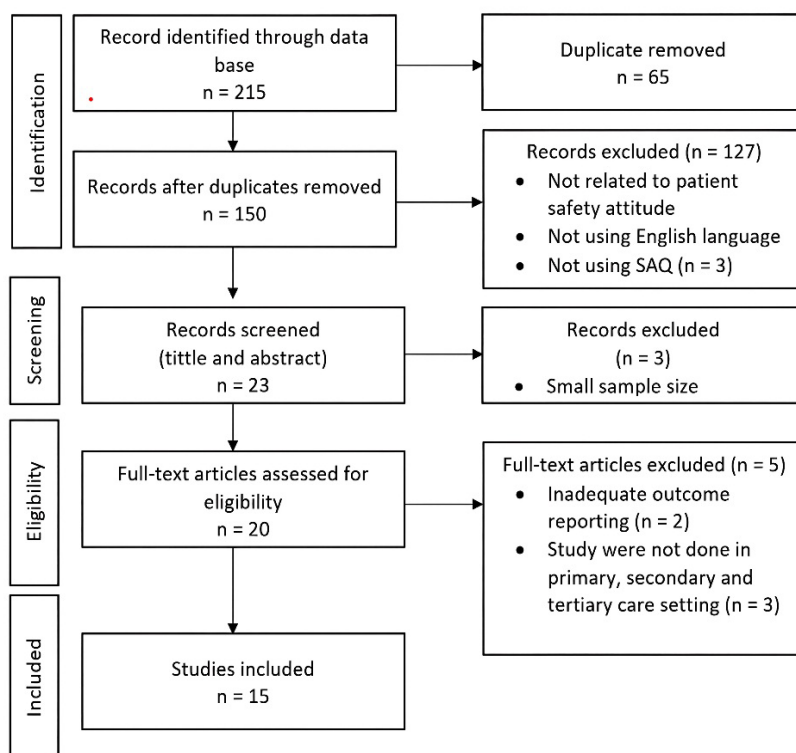 Identification
Record identified through data
base
n = 215
Duplicate removed
n = 65
Records after duplicates removed
n = 150
Records excluded (n = 127)
• Not related to patient
safety attitude
• Not using English language
• Not using SAQ (n = 3)
Screening
Records screened
(tittle and abstract)
n = 23
Records excluded
(n = 3)
• Small sample size
Eligibility
Full-text articles assessed for
eligibility
n = 20
Full-text articles excluded (n = 5)
• Inadequate outcome
reporting (n = 2)
• Study were not done in
primary, secondary and
tertiary care setting (n = 3)
Included
Studies included
n = 15